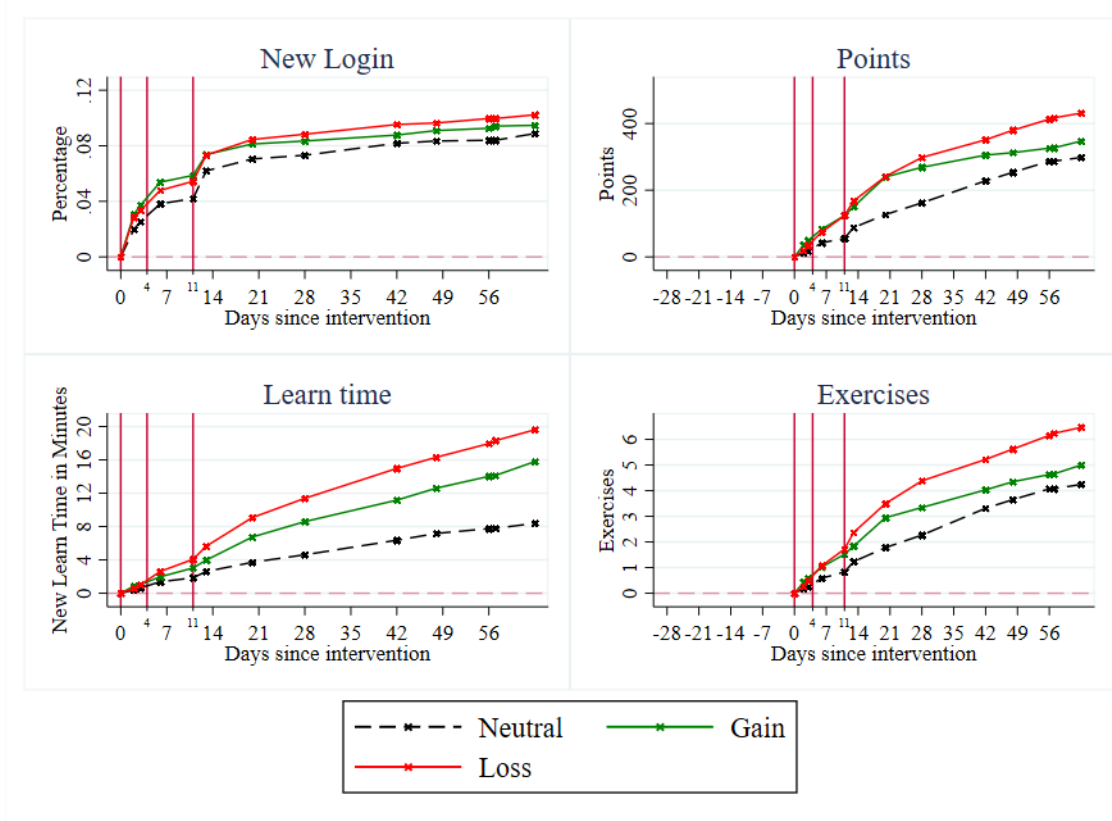 New Login
Percentage
0 .04 .08 .12
0 4 7 11 14 21 28 35 42 49 56
Days since intervention
Points
Points
0 200 400
-28 -21 -14 -7 0 4 7 11 14 21 28 35 42 49 56
Days since intervention
Learn time
New Learn Time in Minutes
0 4 8 12 16 20
0 4 7 11 14 21 28 35 42 49 56
Days since intervention
Exercises
Exercises
0 1 2 3 4 5 6
-28 -21 -14 -7 0 4 7 11 14 21 28 35 42 49 56
Days since intervention
Neutral Gain
Loss